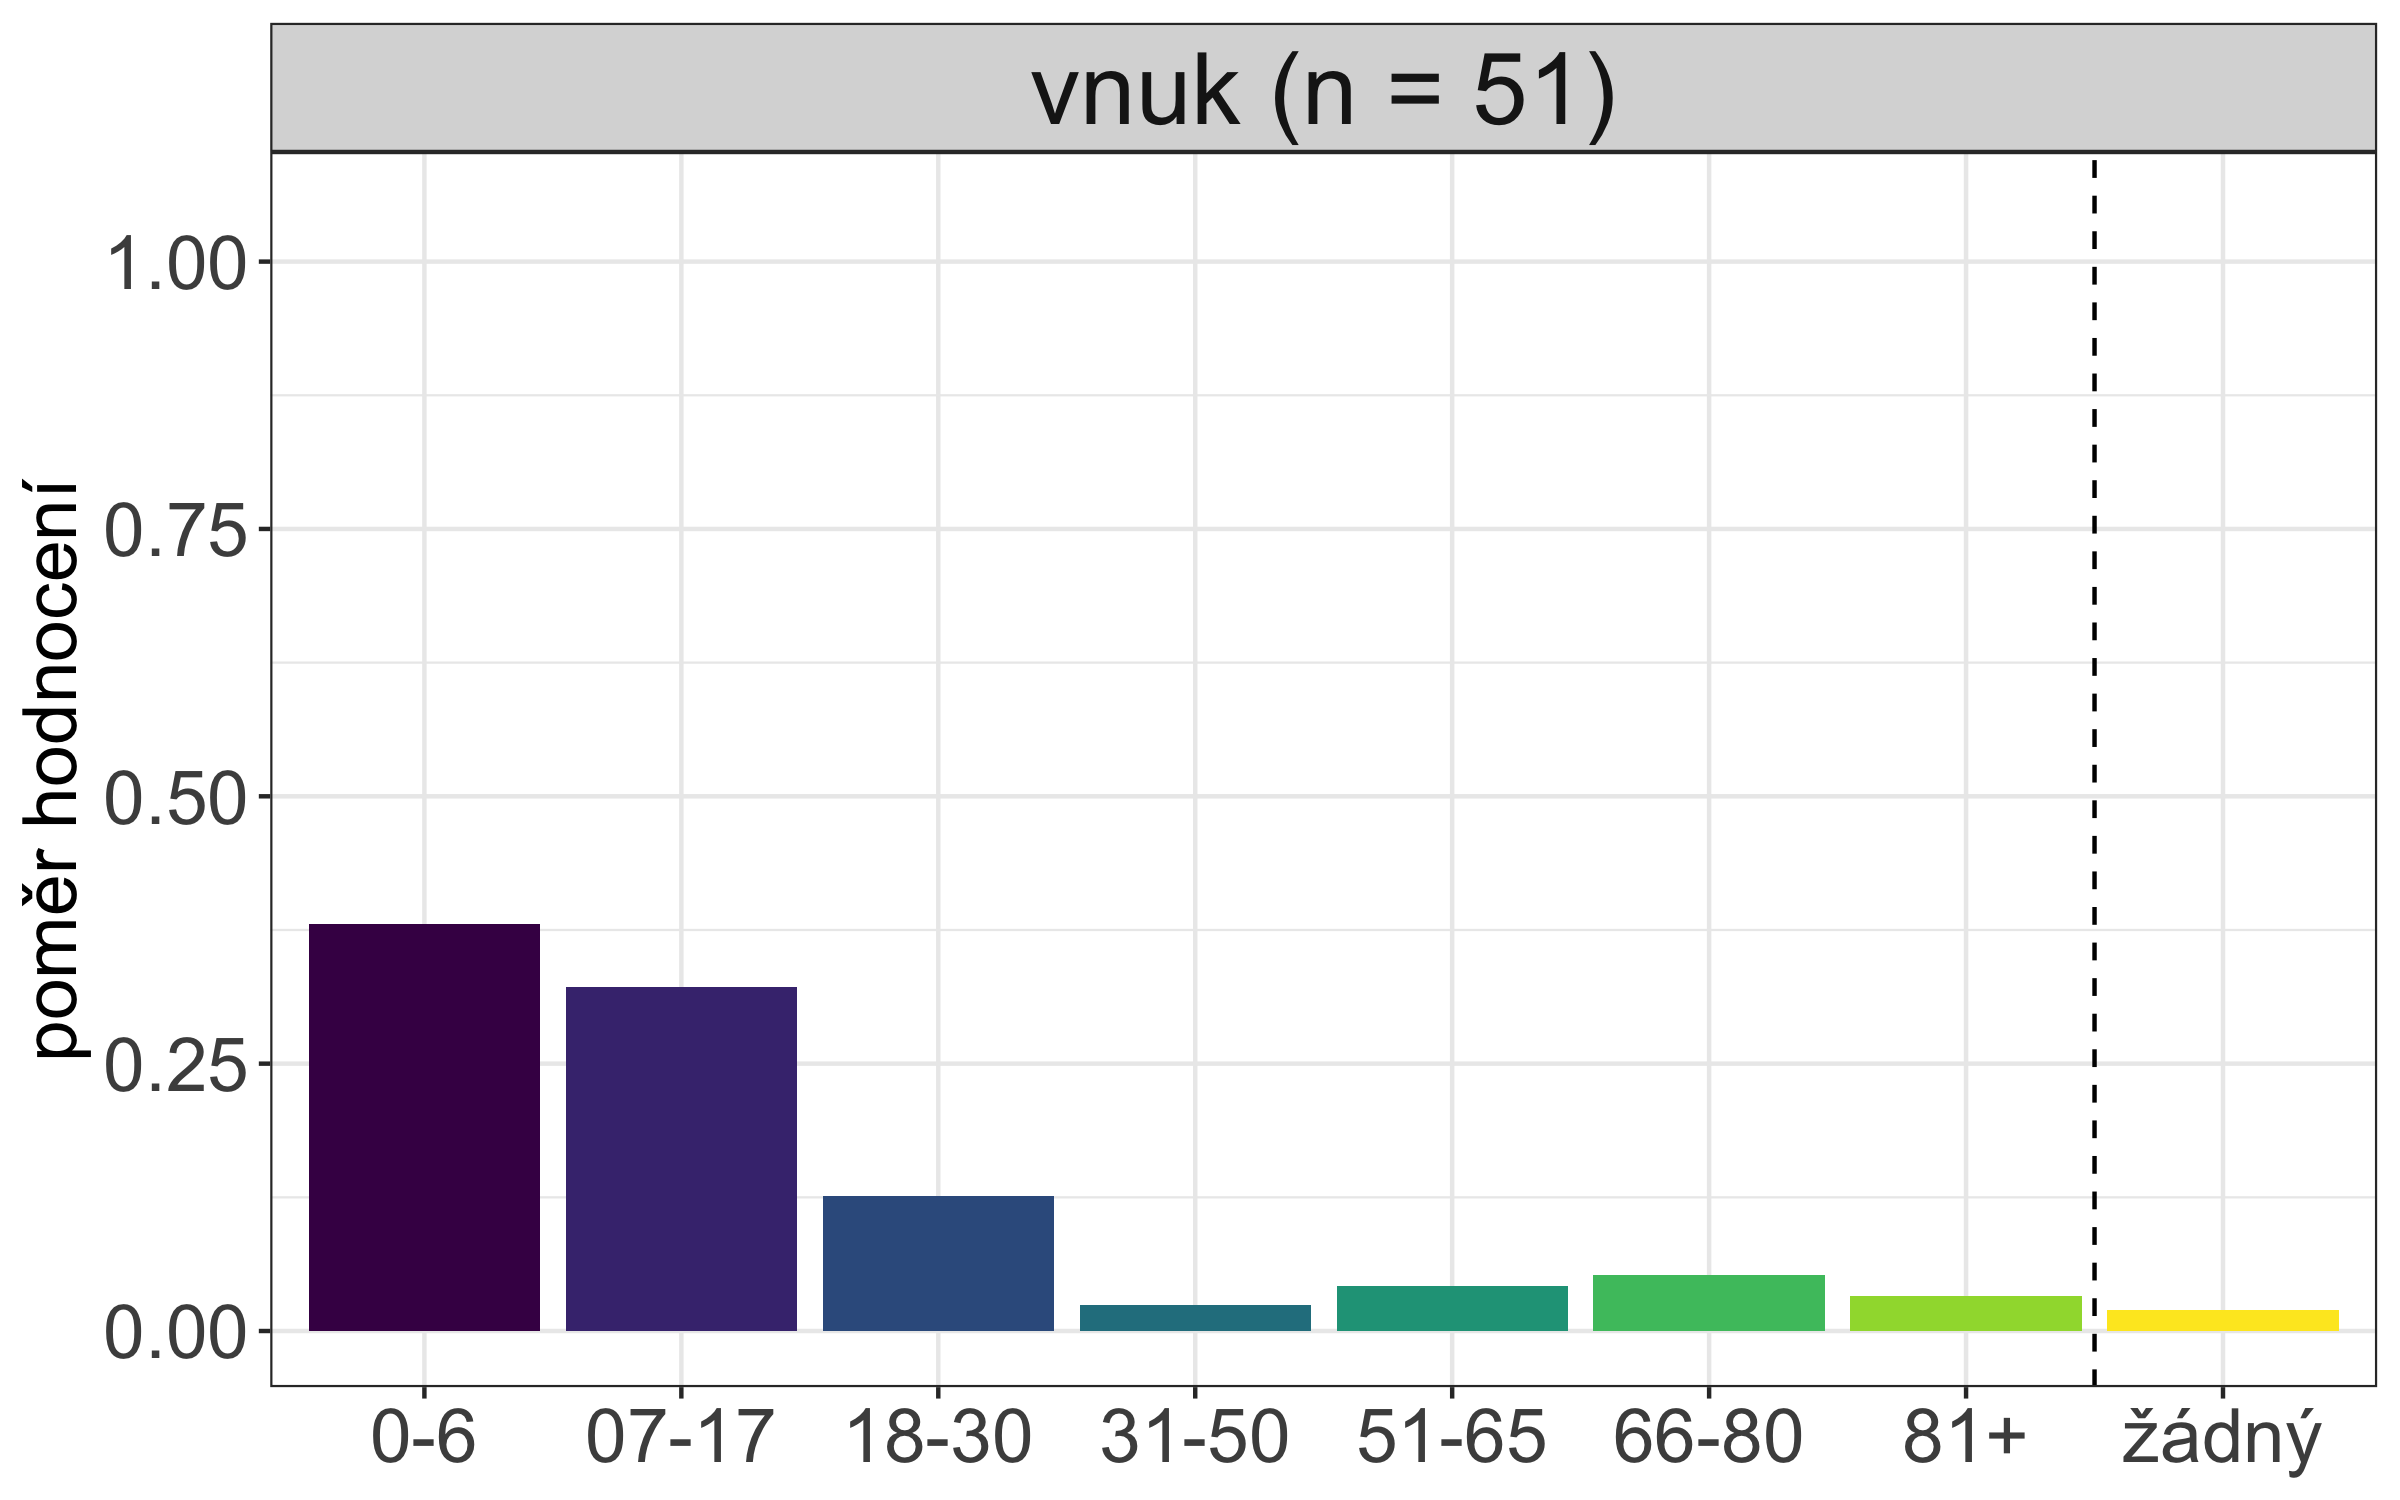 vnuk (n = 51)
poměr hodnocení
1.00
0.75
0.50
0.25
0.00
0-6 07-17 18-30 31-50 51-65 66-80 81+ žádný